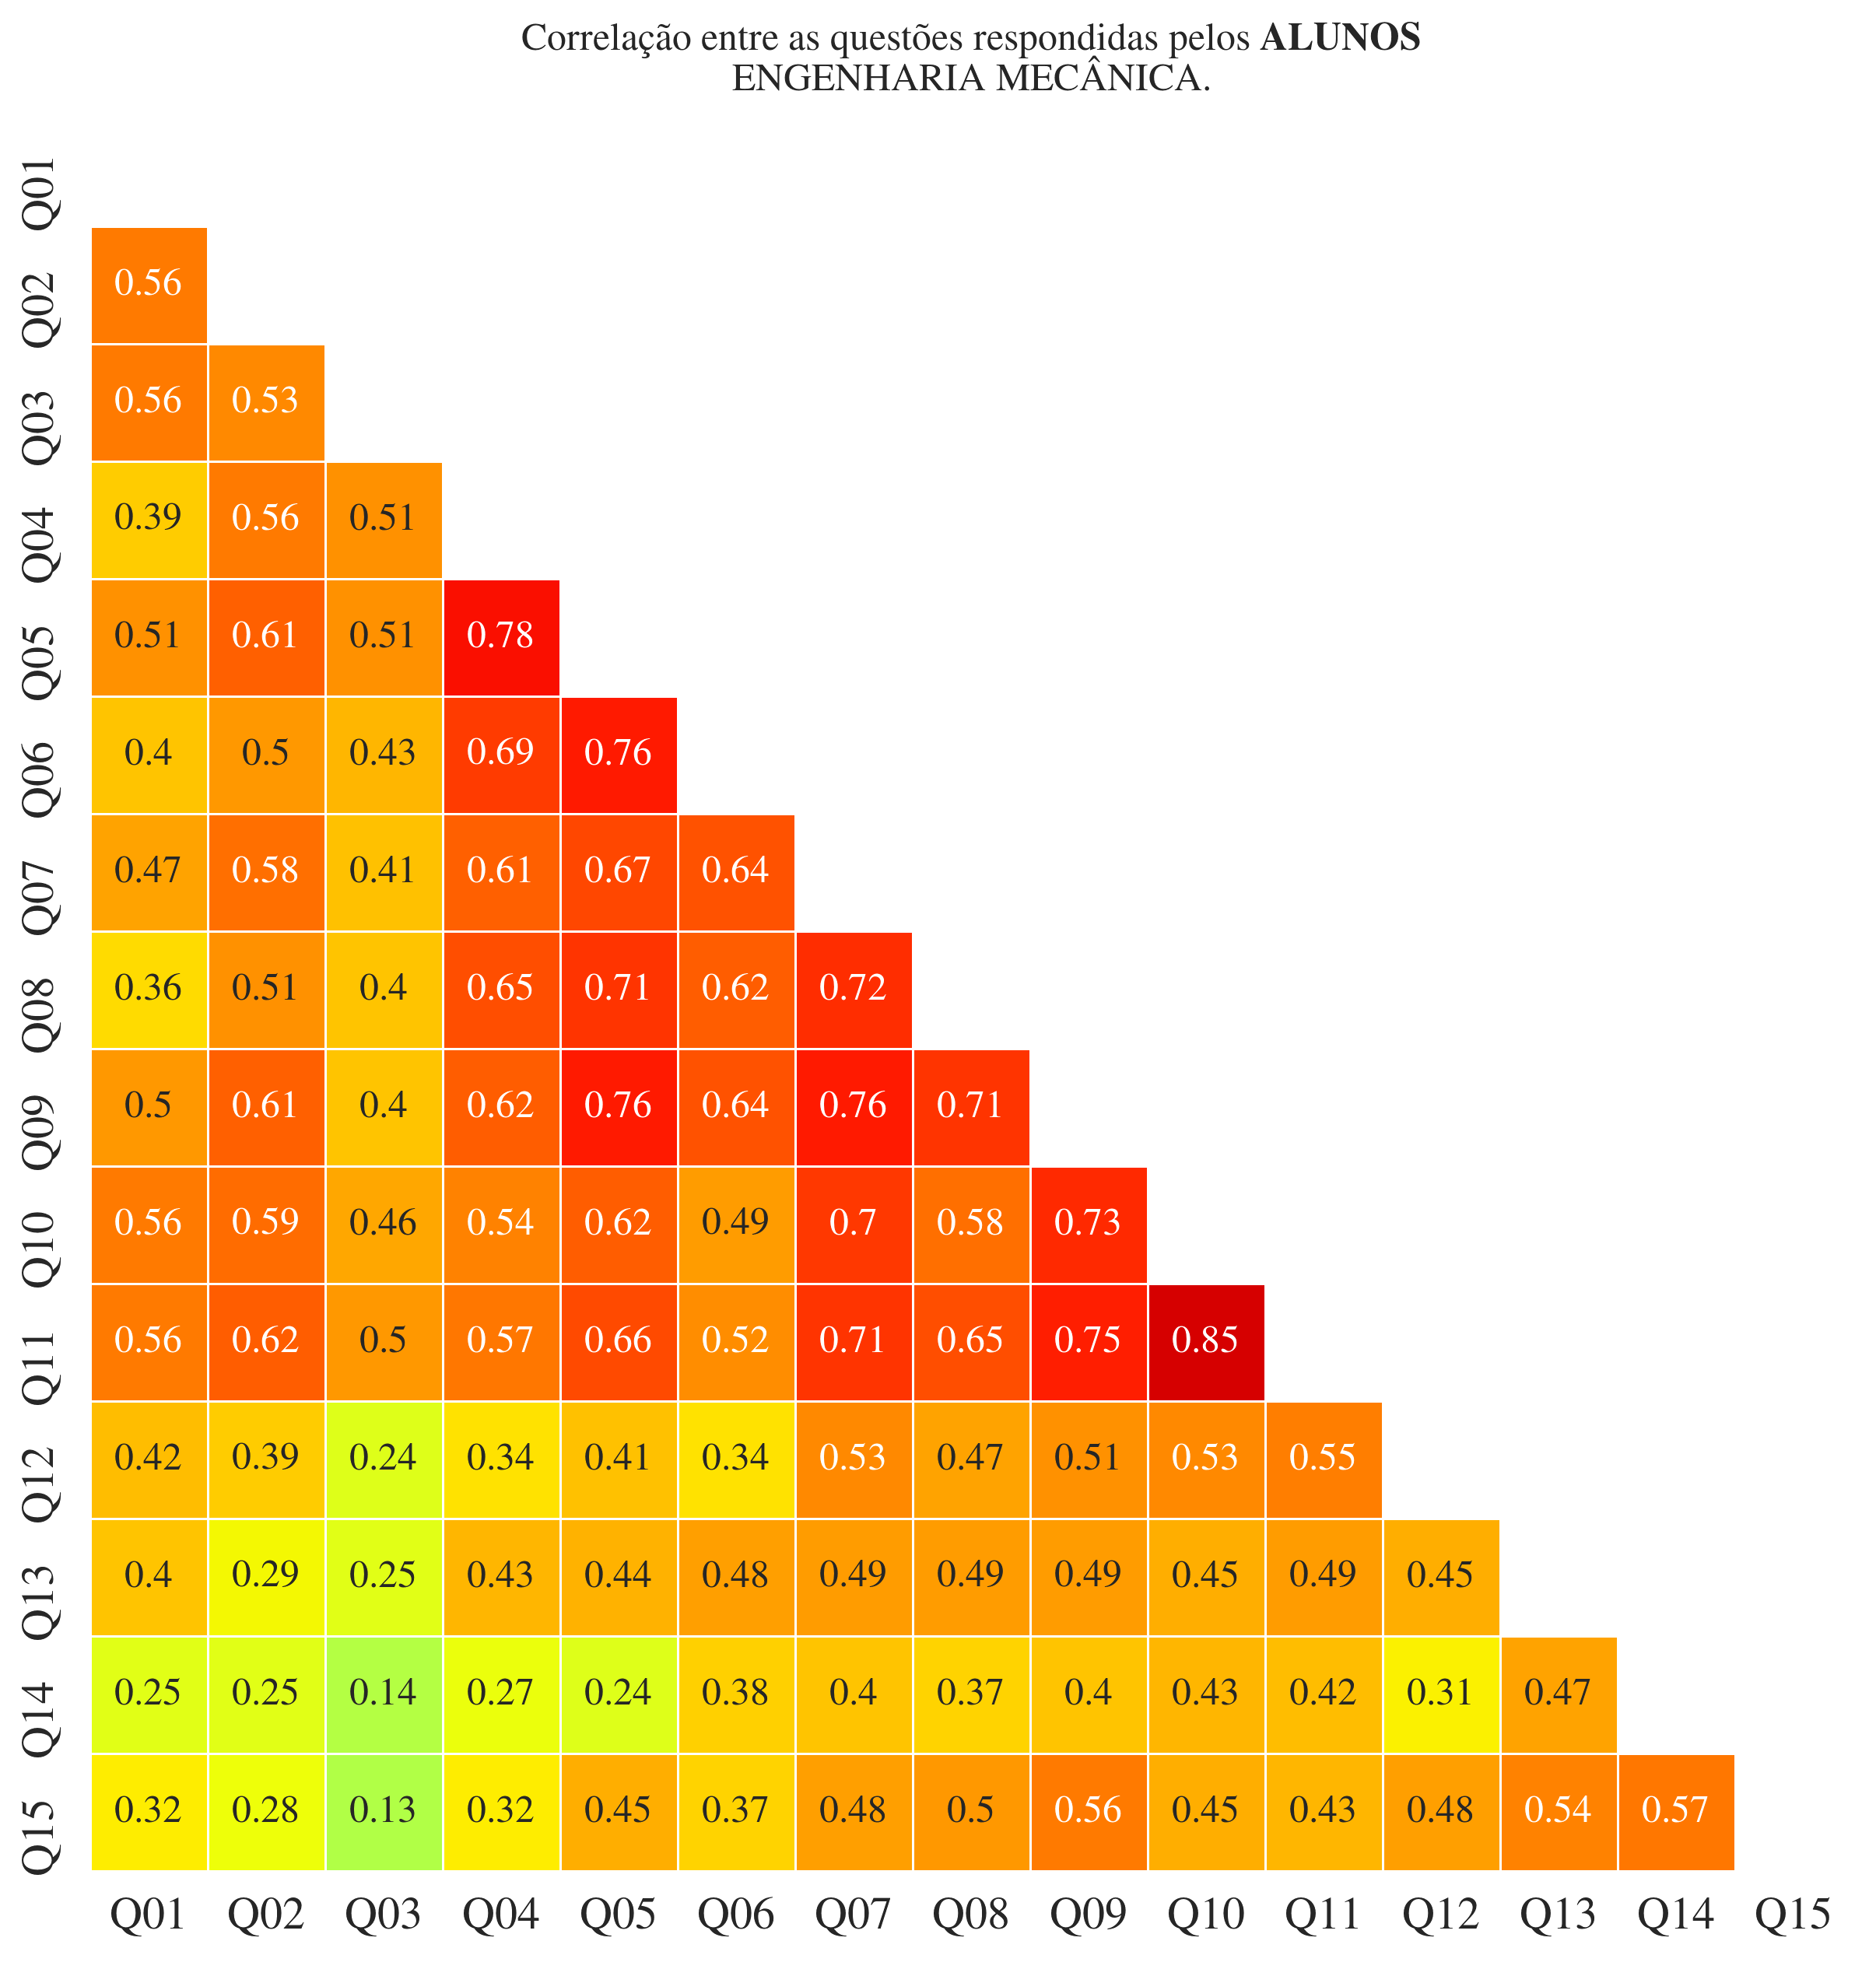 Correlação entre as questões respondidas pelos ALUNOS
ENGENHARIA MECÂNICA.
Q01
Q02 0.56
Q03 0.56 0.53
Q04 0.39 0.56 0.51
Q05 0.51 0.61 0.51 0.78
Q06 0.4 0.5 0.43 0.69 0.76
Q07 0.47 0.58 0.41 0.61 0.67 0.64
Q08 0.36 0.51 0.4 0.65 0.71 0.62 0.72
Q09 0.5 0.61 0.4 0.62 0.76 0.64 0.76 0.71
Q10 0.56 0.59 0.46 0.54 0.62 0.49 0.7 0.58 0.73
Q11 0.56 0.62 0.5 0.57 0.66 0.52 0.71 0.65 0.75 0.85
Q12 0.42 0.39 0.24 0.34 0.41 0.34 0.53 0.47 0.51 0.53 0.55
Q13 0.4 0.29 0.25 0.43 0.44 0.48 0.49 0.49 0.49 0.45 0.49 0.45
Q14 0.25 0.25 0.14 0.27 0.24 0.38 0.4 0.37 0.4 0.43 0.42 0.31 0.47
Q15 0.32 0.28 0.13 0.32 0.45 0.37 0.48 0.5 0.56 0.45 0.43 0.48 0.54 0.57
Q01 Q02 Q03 Q04 Q05 Q06 Q07 Q08 Q09 Q10 Q11 Q12 Q13 Q14 Q15